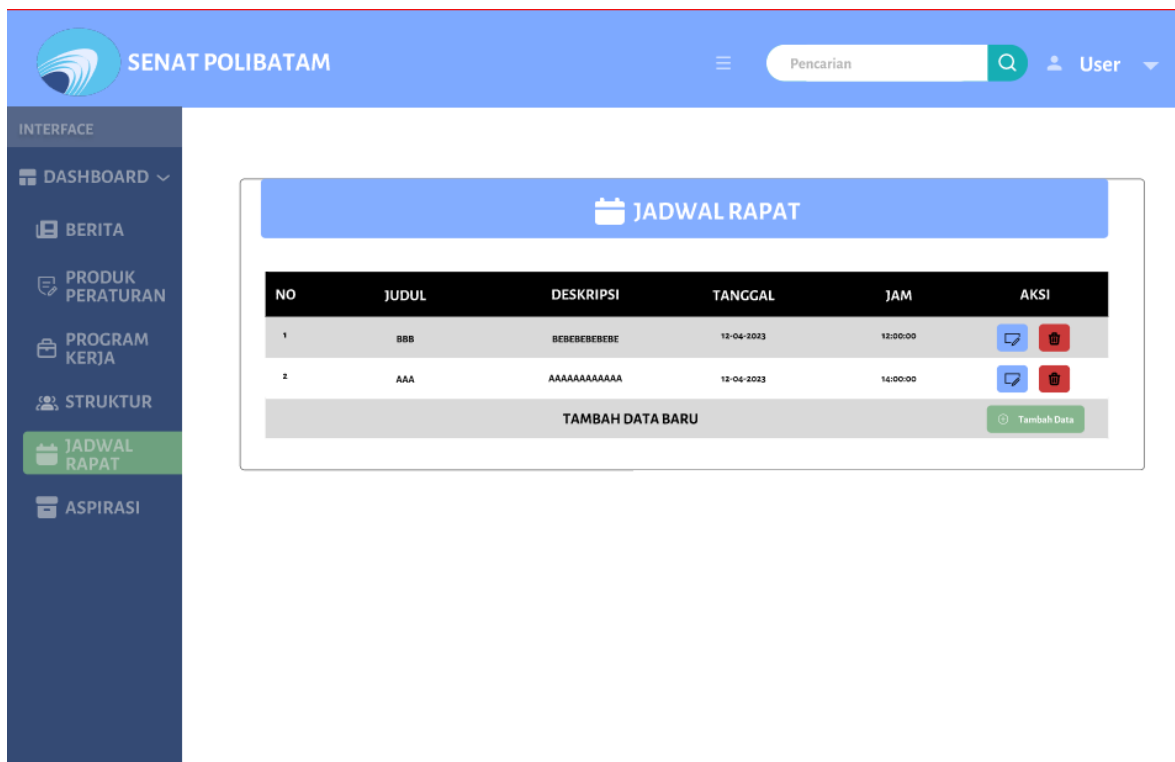 SENAT POLIBATAM
Pencarian
User
INTERFACE
DASHBOARD
BERITA
PRODUK
PERATURAN
PROGRAM
KERJA
STRUKTUR
JADWAL
RAPAT
ASPIRASI
JADWAL RAPAT
NO JUDUL DESKRIPSI TANGGAL JAM AKSI
1 BBB BEBEBEBEBEBE 12-04-2023 12:00:00
2 AAA AAAAAAAAAAAA 12-04-2023 14:00:00
TAMBAH DATA BARU Tambah Data